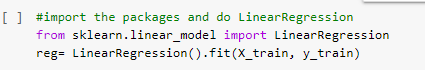 [ ] #import the packages and do LinearRegression
from sklearn.linear_model import LinearRegression
reg= LinearRegression().fit(X_train, y_train)